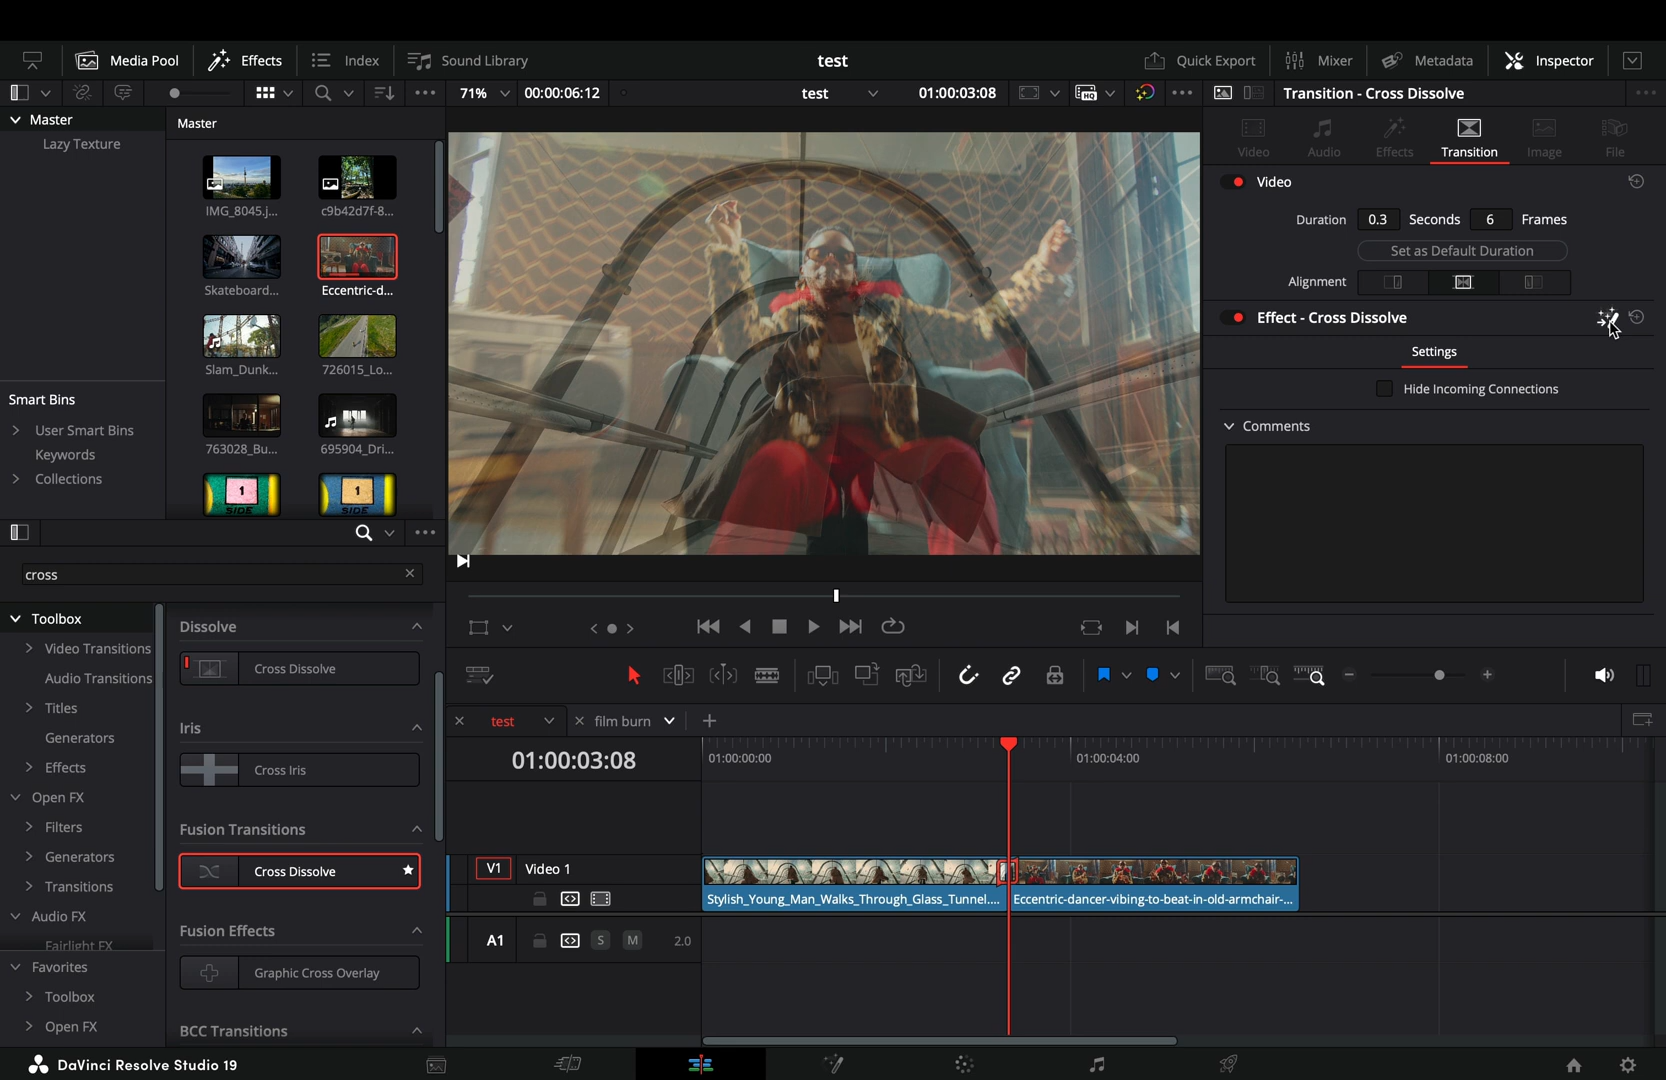 Media Pool
Effects
Index
Sound Library
test
Quick Export
Mixer
Metadata
Inspector
71%
00:00:06:12
test
01:00:03:08
Transition - Cross Dissolve
Master
Lazy Texture
Master
IMG_8045.j...
c9b42d7f-8...
Skateboard...
Eccentric-d...
Slam_Dunk...
726015_Lo...
763028_Bu...
695904_Dri...
1
SIDE
1
SIDE
Smart Bins
User Smart Bins
Keywords
Collections
Video
Audio
Effects
Transition
Image
File
Video
Duration 0.3 Seconds 6 Frames
Set as Default Duration
Alignment
Effect - Cross Dissolve
Settings
Hide Incoming Connections
Comments
cross
Toolbox
Video Transitions
Audio Transitions
Titles
Generators
Effects
Open FX
Filters
Generators
Transitions
Audio FX
Fairlight FX
Favorites
Toolbox
Open FX
Dissolve
Cross Dissolve
Iris
Cross Iris
Fusion Transitions
Cross Dissolve
Fusion Effects
Graphic Cross Overlay
BCC Transitions
test
film burn
01:00:03:08
01:00:00:00
01:00:04:00
01:00:08:00
V1
Video 1
Stylish_Young_Man_Walks_Through_Glass_Tunnel....
Eccentric-dancer-vibing-to-beat-in-old-armchair-...
A1
S
M
2.0
DaVinci Resolve Studio 19